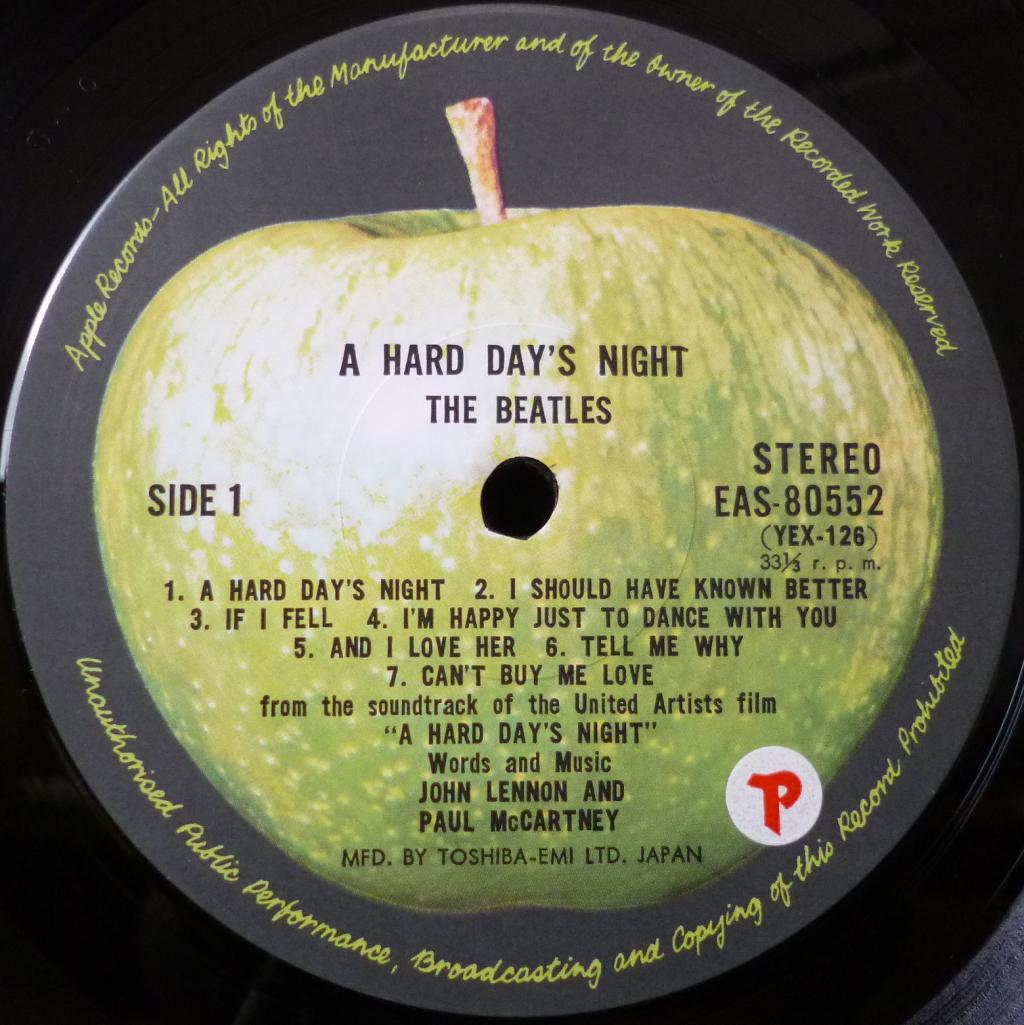 Apple Records-All Rights of the Manufacturer and of the Owner of the Recorded Work Reserved
A HARD DAY'S NIGHT
THE BEATLES
STEREO
SIDE 1
EAS-80552
(YEX-126)
33⅓ r. p. m.
1. A HARD DAY'S NIGHT 2. I SHOULD HAVE KNOWN BETTER
3. IF I FELL 4. I'M HAPPY JUST TO DANCE WITH YOU
5. AND I LOVE HER 6. TELL ME WHY
7. CAN'T BUY ME LOVE
from the soundtrack of the United Artists film
"A HARD DAY'S NIGHT"
Words and Music
JOHN LENNON AND
PAUL McCARTNEY
P
MFD. BY TOSHIBA-EMI LTD. JAPAN
Unauthorised Public Performance, Broadcasting and Copying of this Record Prohibited